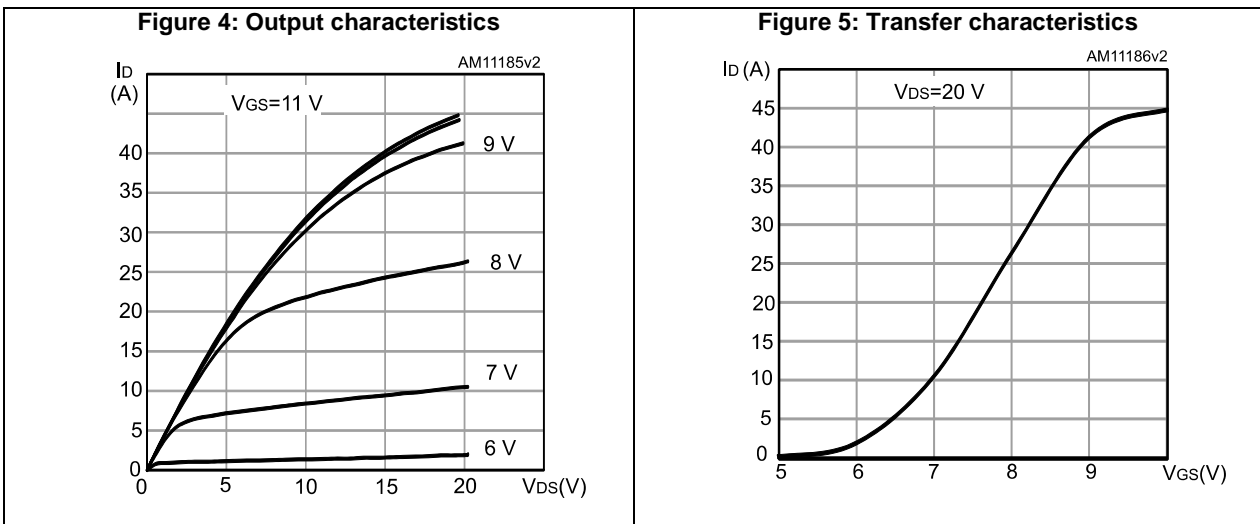 Figure 4: Output characteristics
AM11185v2
ID
(A)
VGS=11 V
9 V
8 V
7 V
6 V
40
35
30
25
20
15
10
5
0
0 5 10 15 20 VDS(V)
Figure 5: Transfer characteristics
AM11186v2
ID (A)
VDS=20 V
45
40
35
30
25
20
15
10
5
0
5 6 7 8 9 VGS(V)